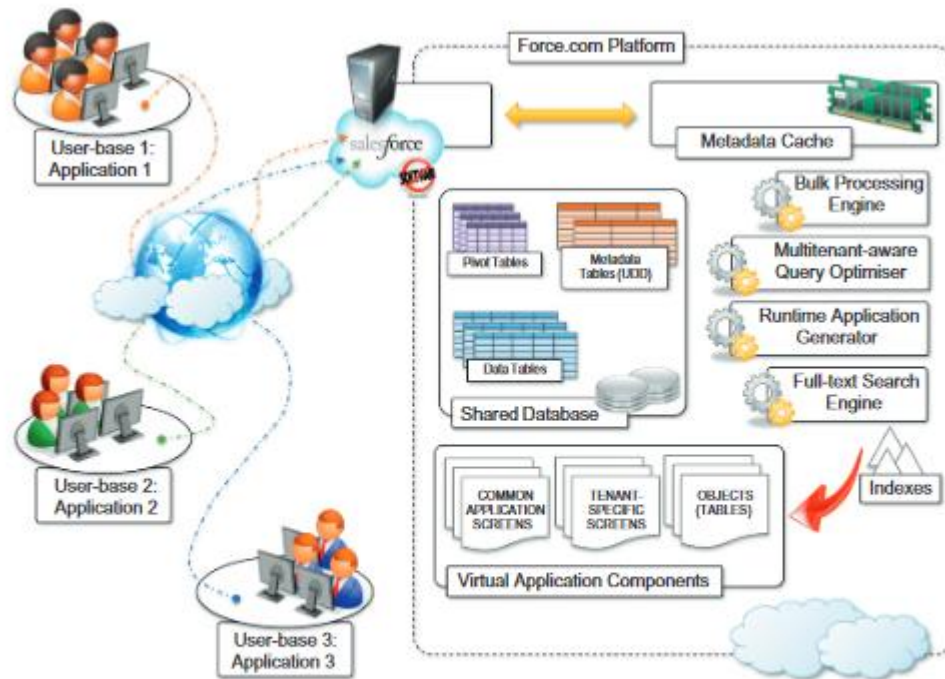 Force.com Platform
User-base 1:
Application 1
salesforce
SOFTWARE
Metadata Cache
Bulk Processing
Engine
Pivot Tables
Metadata
Tables (UDD)
Multitenant-aware
Query Optimiser
Runtime Application
Generator
Data Tables
Full-text Search
Engine
Shared Database
User-base 2:
Application 2
Indexes
COMMON
APPLICATION
SCREENS
TENANT-
SPECIFIC
SCREENS
OBJECTS
(TABLES)
Virtual Application Components
User-base 3:
Application 3